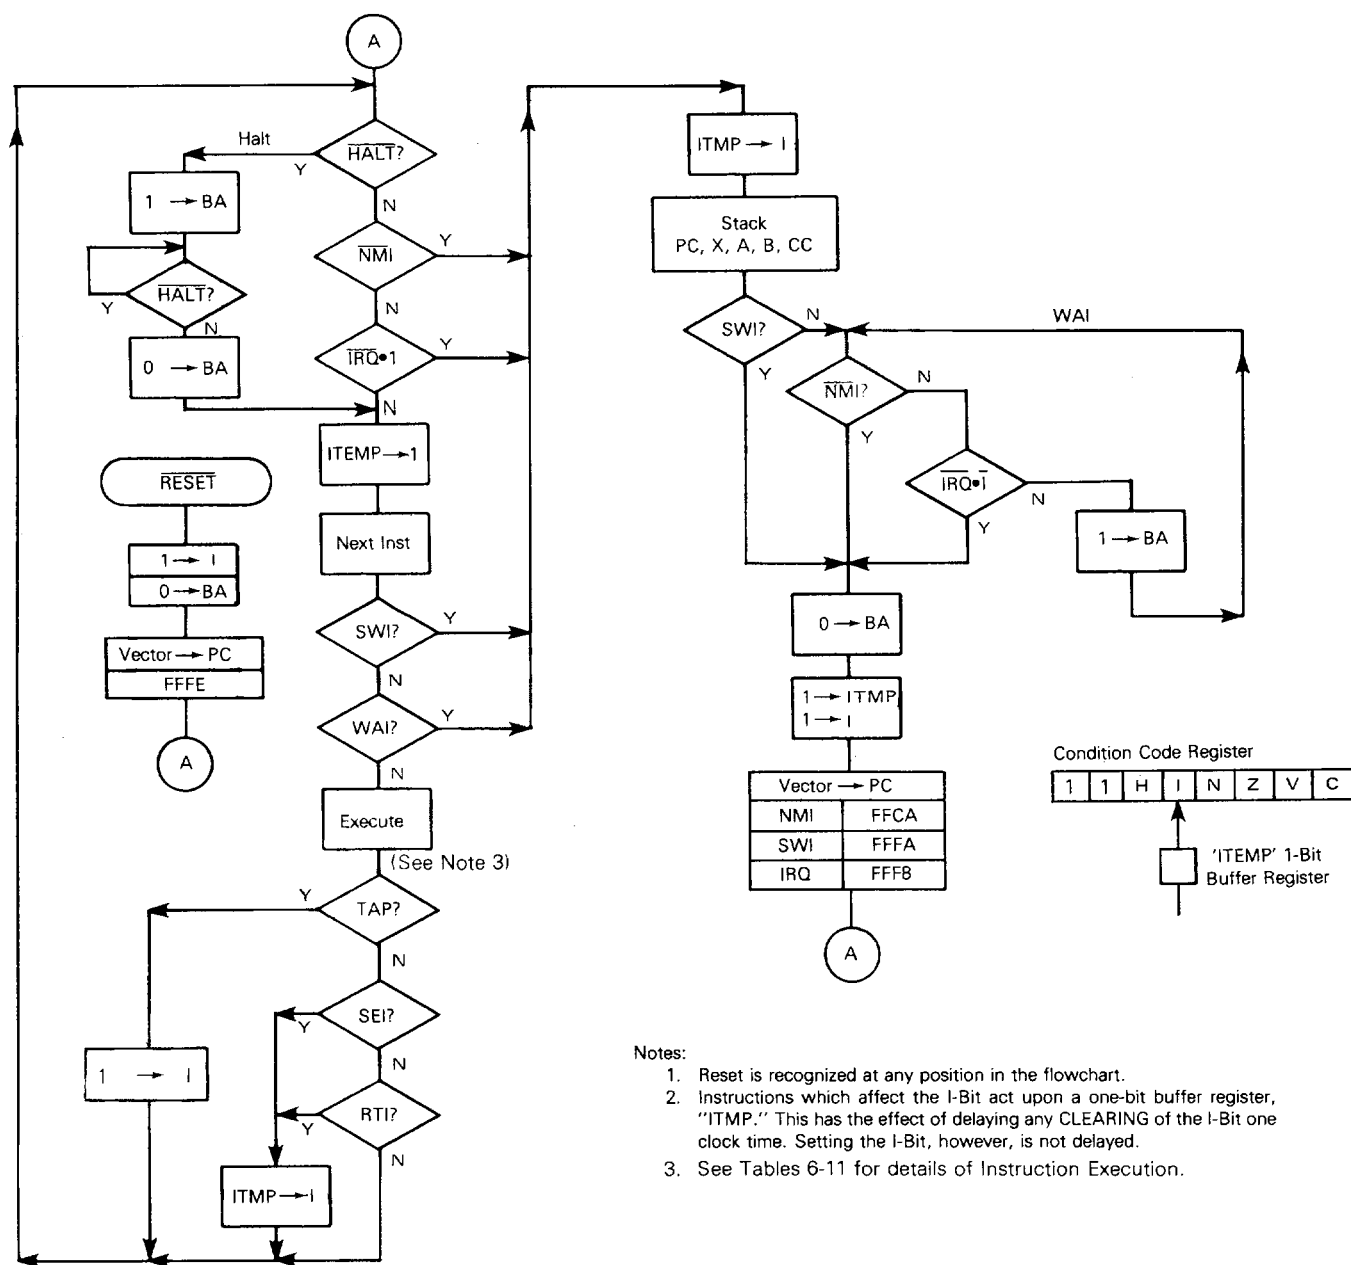 A
Halt
HALT?
Y
N
1 → BA
NMI
Y
N
HALT?
Y
N
IRQ•1
Y
N
0 → BA
ITEMP → 1
RESET
Next Inst
1 → I
0 → BA
SWI?
Y
N
Vector → PC
FFFE
WAI?
Y
N
A
Execute
(See Note 3)
TAP?
Y
N
SEI?
Y
N
1 → I
RTI?
Y
N
ITMP → I
ITMP → I
Stack
PC, X, A, B, CC
SWI?
N
Y
WAI
NMI?
N
Y
IRQ•I
N
Y
1 → BA
0 → BA
1 → ITMP
1 → I
Vector → PC
NMI FFCA
SWI FFFA
IRQ FFF8
A
Condition Code Register
1 1 H I N Z V C
'ITEMP' 1-Bit
Buffer Register
Notes:
1. Reset is recognized at any position in the flowchart.
2. Instructions which affect the I-Bit act upon a one-bit buffer register,
"ITMP." This has the effect of delaying any CLEARING of the I-Bit one
clock time. Setting the I-Bit, however, is not delayed.
3. See Tables 6-11 for details of Instruction Execution.